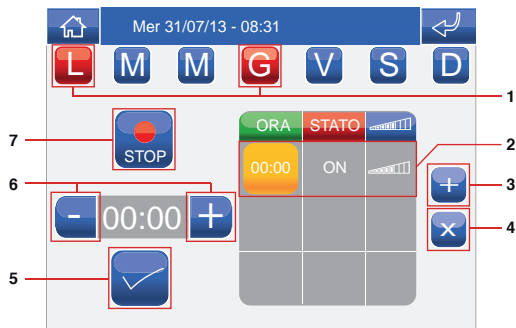 Mer 31/07/13 - 08:31
L M M G V S D
1
7
STOP
ORA STATO
2
00:00 ON
6
- 00:00 +
+
3
x
4
5